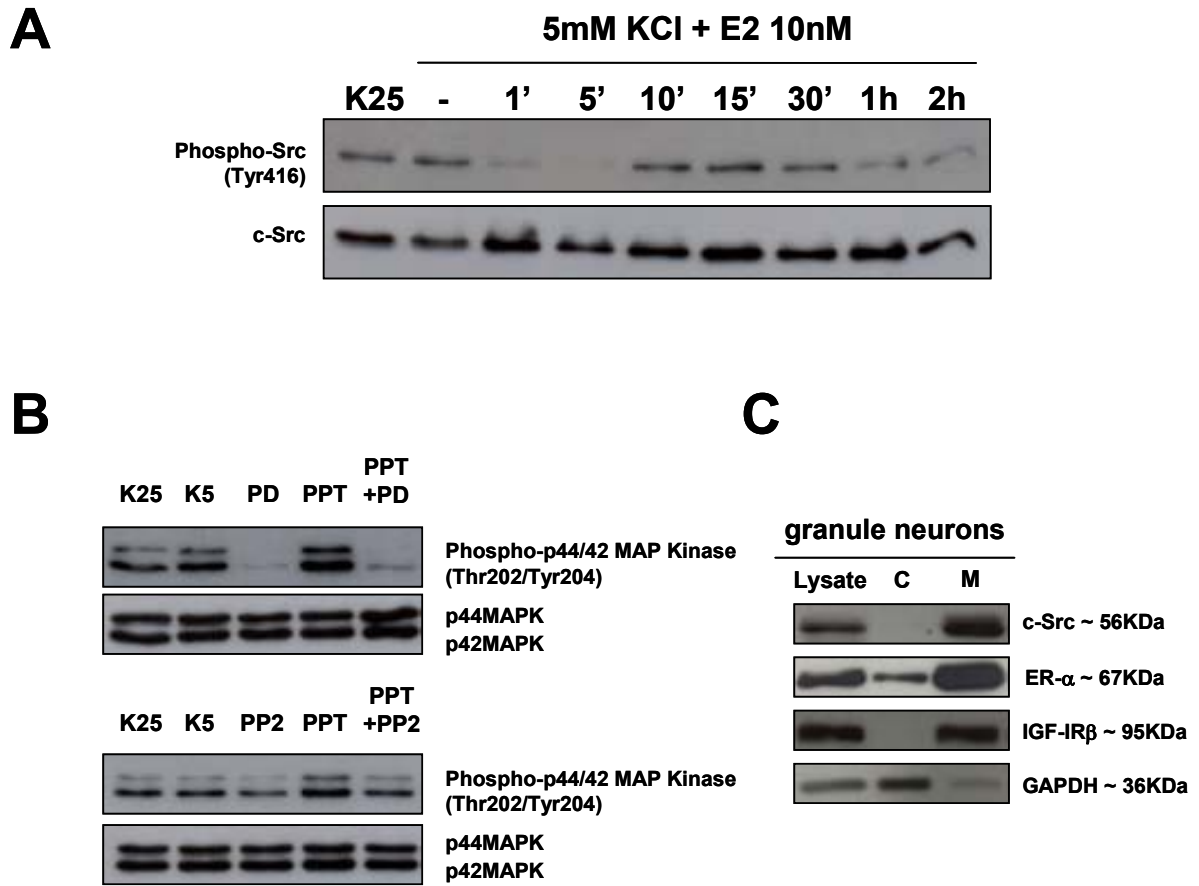 A
5mM KCl + E2 10nM
K25 - 1’ 5’ 10’ 15’ 30’ 1h 2h
Phospho-Src
(Tyr416)
c-Src
B
K25 K5 PD PPT PPT
+PD
Phospho-p44/42 MAP Kinase
(Thr202/Tyr204)
p44MAPK
p42MAPK
K25 K5 PP2 PPT PPT
+PP2
Phospho-p44/42 MAP Kinase
(Thr202/Tyr204)
p44MAPK
p42MAPK
C
granule neurons
Lysate C M
c-Src ~ 56KDa
ER-α ~ 67KDa
IGF-IRβ ~ 95KDa
GAPDH ~ 36KDa